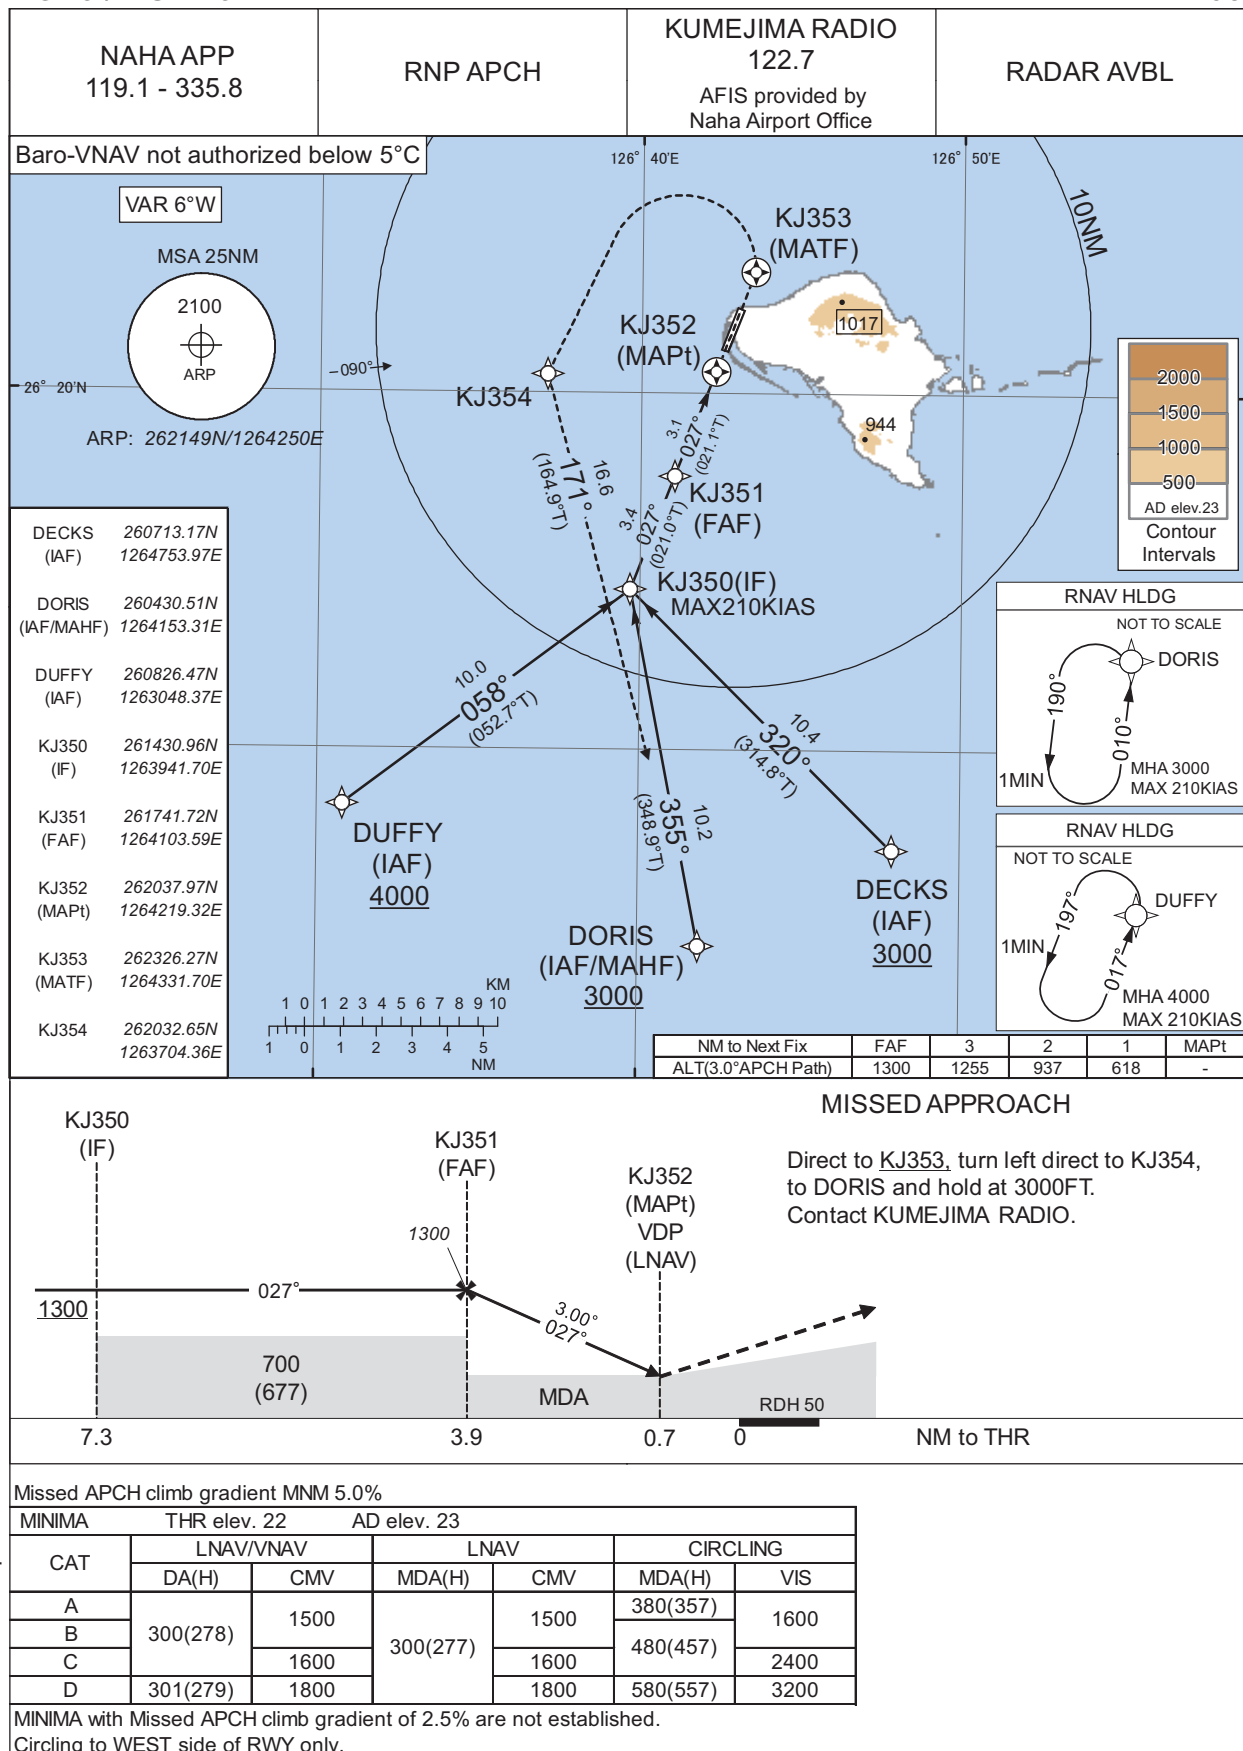 NAHA APP
119.1 - 335.8
RNP APCH
KUMEJIMA RADIO
122.7
AFIS provided by
Naha Airport Office
RADAR AVBL
Baro-VNAV not authorized below 5°C
126° 40'E
126° 50'E
VAR 6°W
10NM
MSA 25NM
2100
ARP
ARP: 262149N/1264250E
090°
26° 20'N
KJ353
(MATF)
KJ352
(MAPt)
1017
KJ354
944
3.1
027°
(021.1°T)
KJ351
(FAF)
3.4
027°
(021.0°T)
16.6
171°
(164.9°T)
KJ350(IF)
MAX210KIAS
2000
1500
1000
500
AD elev.23
Contour
Intervals
DECKS 260713.17N
(IAF) 1264753.97E
DORIS 260430.51N
(IAF/MAHF) 1264153.31E
DUFFY 260826.47N
(IAF) 1263048.37E
KJ350 261430.96N
(IF) 1263941.70E
KJ351 261741.72N
(FAF) 1264103.59E
KJ352 262037.97N
(MAPt) 1264219.32E
KJ353 262326.27N
(MATF) 1264331.70E
KJ354 262032.65N
1263704.36E
10.0
058°
(052.7°T)
10.4
320°
(314.8°T)
10.2
355°
(348.9°T)
DUFFY
(IAF)
4000
DORIS
(IAF/MAHF)
3000
DECKS
(IAF)
3000
RNAV HLDG
NOT TO SCALE
DORIS
190°
010°
1MIN
MHA 3000
MAX 210KIAS
RNAV HLDG
NOT TO SCALE
DUFFY
197°
017°
1MIN
MHA 4000
MAX 210KIAS
KM
1 0 1 2 3 4 5 6 7 8 9 10
1 0 1 2 3 4 5
NM
NM to Next Fix FAF 3 2 1 MAPt
ALT(3.0°APCH Path) 1300 1255 937 618 -
MISSED APPROACH
Direct to KJ353, turn left direct to KJ354,
to DORIS and hold at 3000FT.
Contact KUMEJIMA RADIO.
KJ350
(IF)
KJ351
(FAF)
KJ352
(MAPt)
VDP
(LNAV)
1300
027°
1300
3.00°
027°
700
(677)
MDA
RDH 50
7.3 3.9 0.7 0 NM to THR
Missed APCH climb gradient MNM 5.0%
MINIMA THR elev. 22 AD elev. 23
CAT LNAV/VNAV LNAV CIRCLING
DA(H) CMV MDA(H) CMV MDA(H) VIS
A 300(278) 1500 300(277) 1500 380(357) 1600
B 480(457)
C 1600 1600 2400
D 301(279) 1800 1800 580(557) 3200
MINIMA with Missed APCH climb gradient of 2.5% are not established.
Circling to WEST side of RWY only.